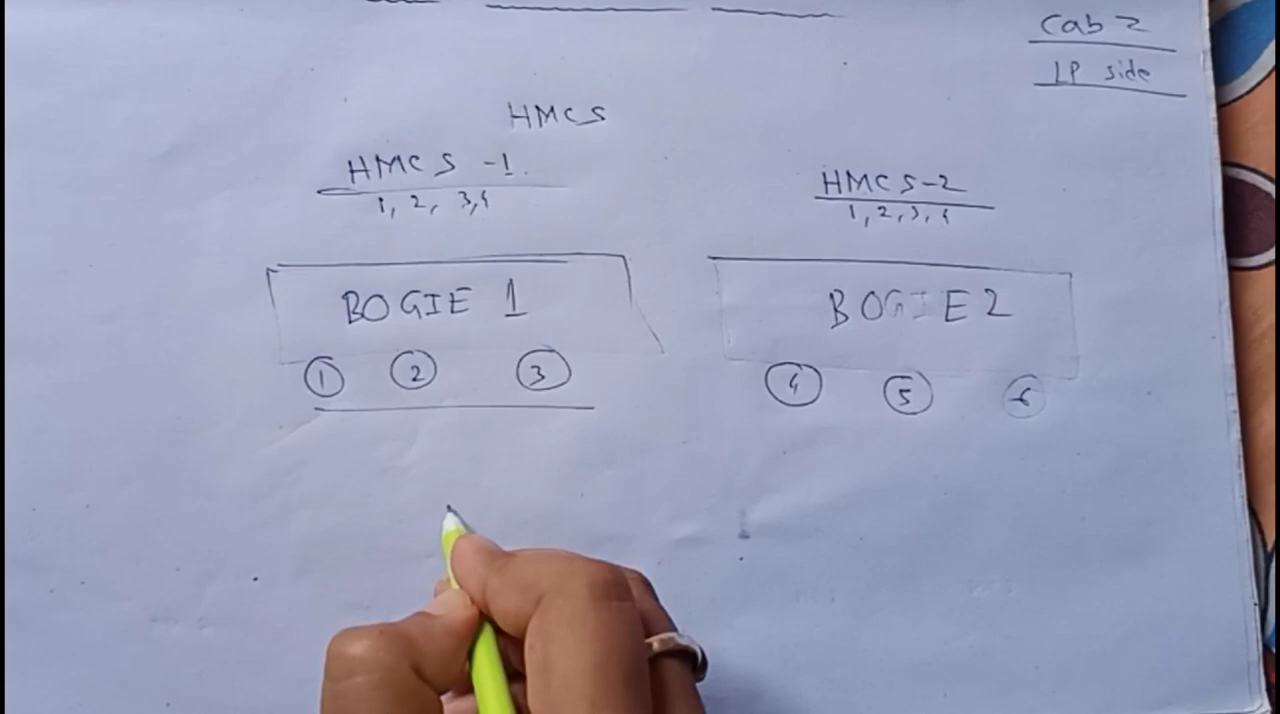 Cab 2
LP side
HMCS
HMCS -1
1, 2, 3,4
HMCS-2
1,2,3,4
BOGIE 1
BOGIE 2
1 2 3
4 5 6